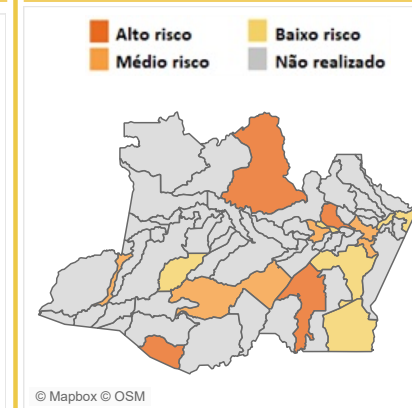 Alto risco
Baixo risco
Médio risco
Não realizado
© Mapbox © OSM